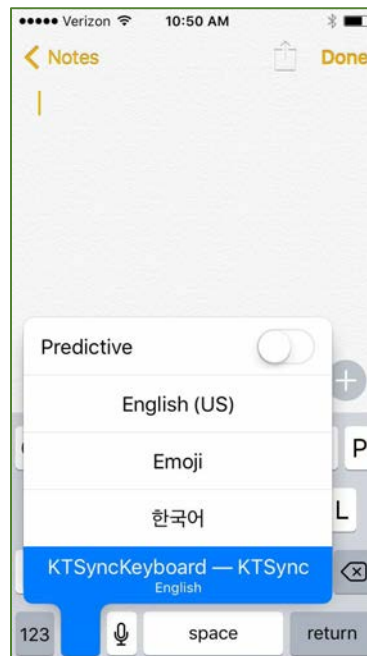 Verizon 10:50 AM
Notes Done
Predictive
English (US)
Emoji
P
한국어
L
KTSyncKeyboard — KTSync
English
123 space return